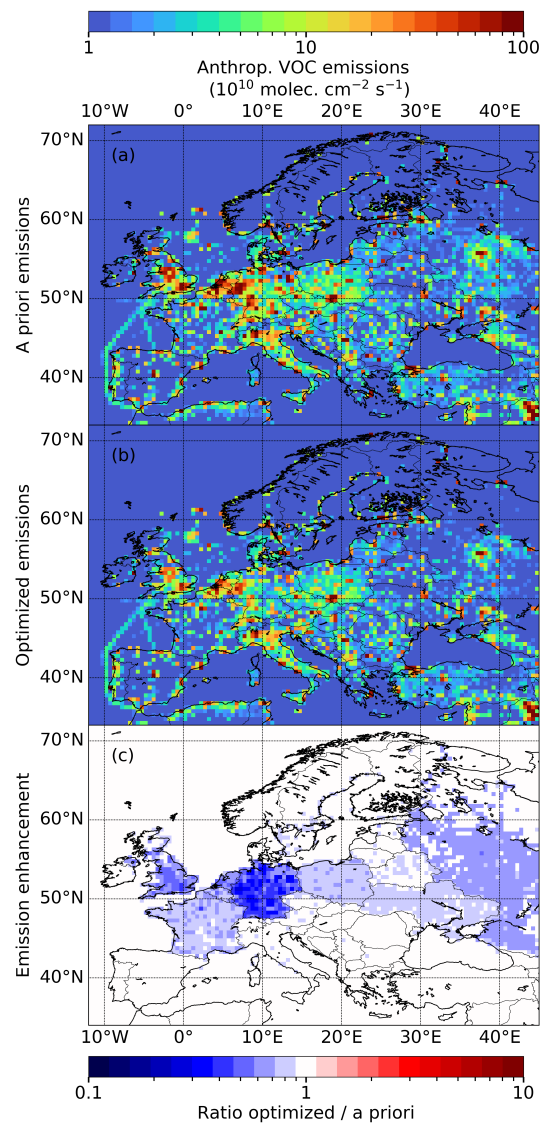 1 10 100
Anthrop. VOC emissions
(10¹⁰ molec. cm⁻² s⁻¹)
10°W 0° 10°E 20°E 30°E 40°E
(a)
70°N
60°N
50°N
40°N
A priori emissions
(b)
70°N
60°N
50°N
40°N
Optimized emissions
(c)
70°N
60°N
50°N
40°N
Emission enhancement
10°W 0° 10°E 20°E 30°E 40°E
0.1 1 10
Ratio optimized / a priori